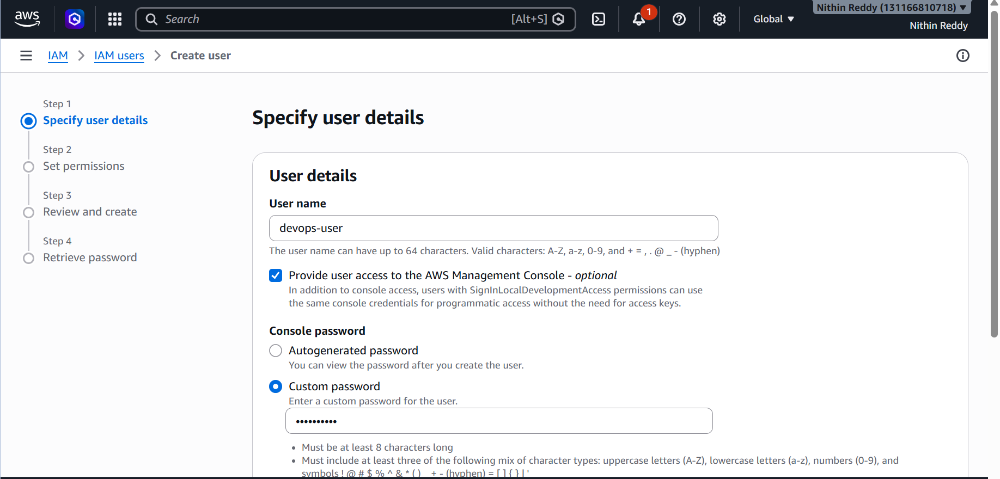 aws
Search
[Alt+S]
1
Global
Nithin Reddy (131166810718)
Nithin Reddy
IAM
IAM users
Create user
Step 1
Specify user details
Step 2
Set permissions
Step 3
Review and create
Step 4
Retrieve password
Specify user details
User details
User name
devops-user
The user name can have up to 64 characters. Valid characters: A-Z, a-z, 0-9, and + = , . @ _ - (hyphen)
Provide user access to the AWS Management Console - optional
In addition to console access, users with SignInLocalDevelopmentAccess permissions can use
the same console credentials for programmatic access without the need for access keys.
Console password
Autogenerated password
You can view the password after you create the user.
Custom password
Enter a custom password for the user.
••••••••••
• Must be at least 8 characters long
• Must include at least three of the following mix of character types: uppercase letters (A-Z), lowercase letters (a-z), numbers (0-9), and
symbols ! @ # $ % ^ & * ( ) _ + - (hyphen) = [ ] { } | '